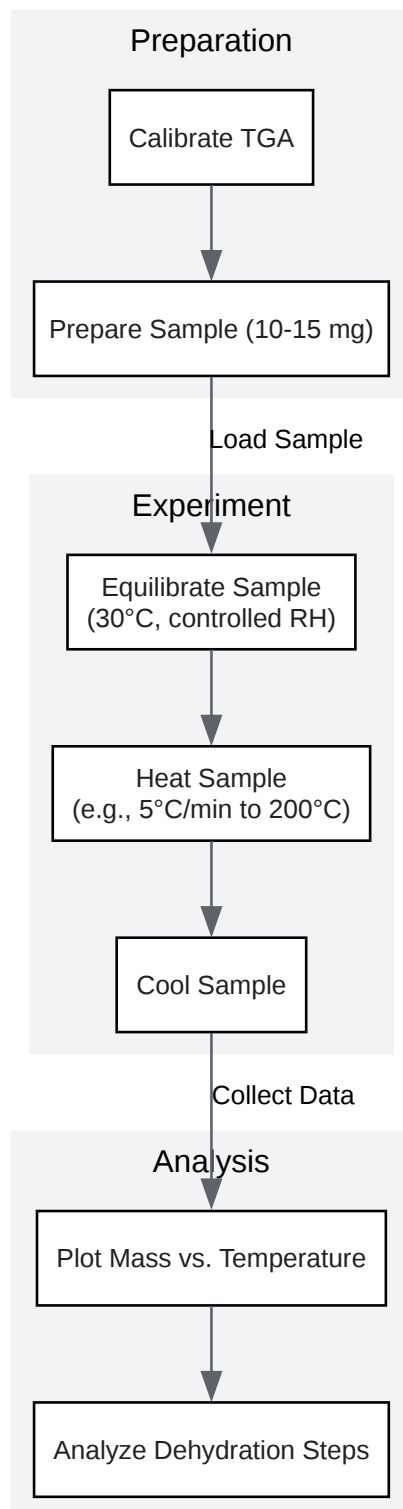 Preparation
Calibrate TGA
Prepare Sample (10-15 mg)
Load Sample
Experiment
Equilibrate Sample
(30°C, controlled RH)
Heat Sample
(e.g., 5°C/min to 200°C)
Cool Sample
Collect Data
Analysis
Plot Mass vs. Temperature
Analyze Dehydration Steps